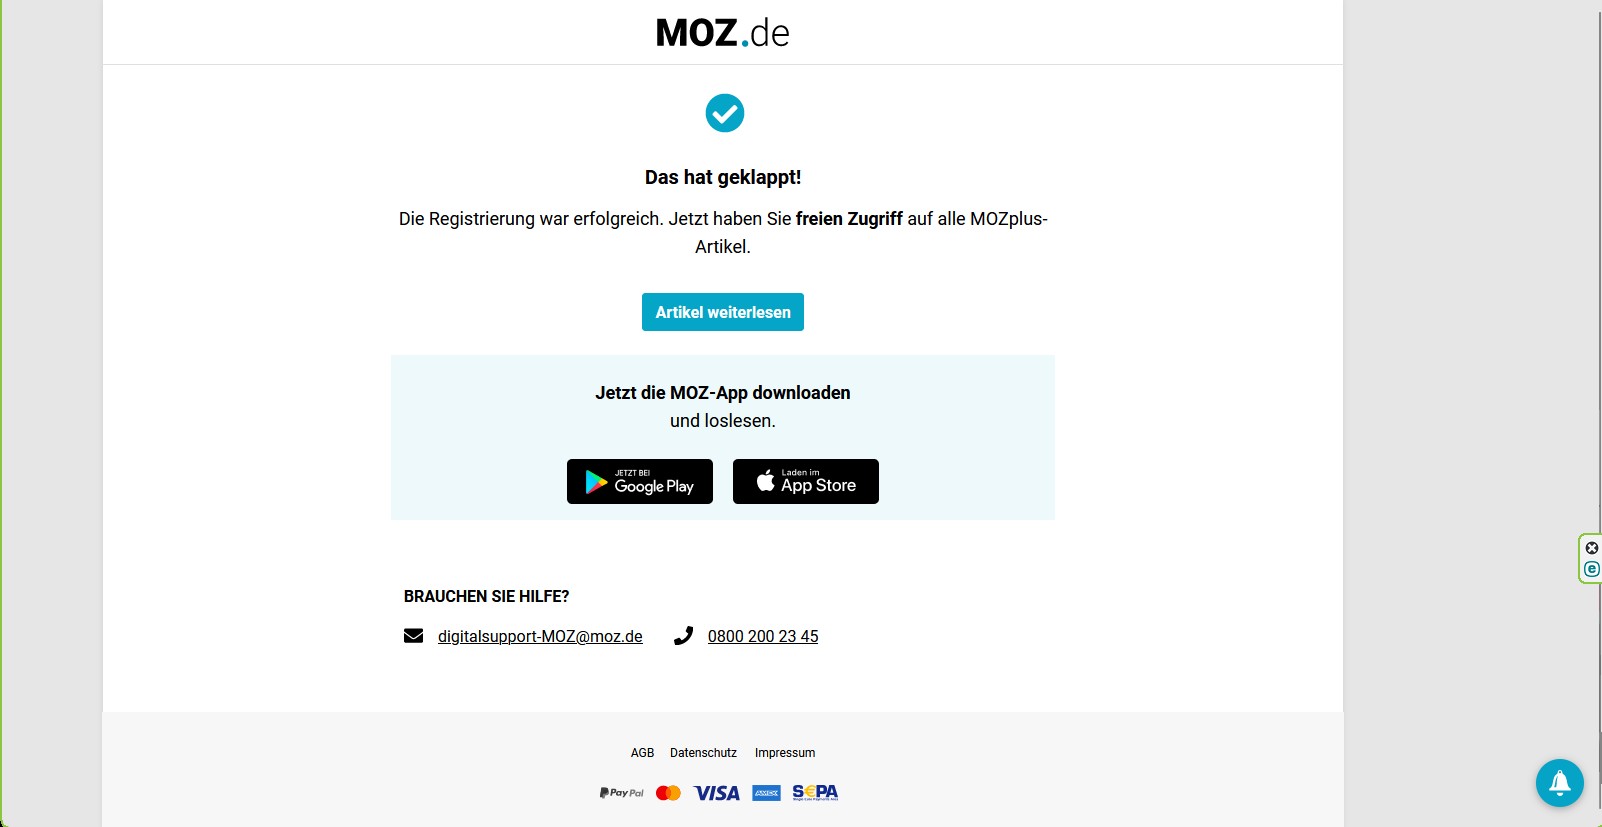 MOZ.de
Das hat geklappt!
Die Registrierung war erfolgreich. Jetzt haben Sie freien Zugriff auf alle MOZplus-
Artikel.
Artikel weiterlesen
Jetzt die MOZ-App downloaden
und loslesen.
JETZT BEI
Google Play
Laden im
App Store
BRAUCHEN SIE HILFE?
digitalsupport-MOZ@moz.de 0800 200 23 45
AGB Datenschutz Impressum
PayPal VISA AMEX S€PA